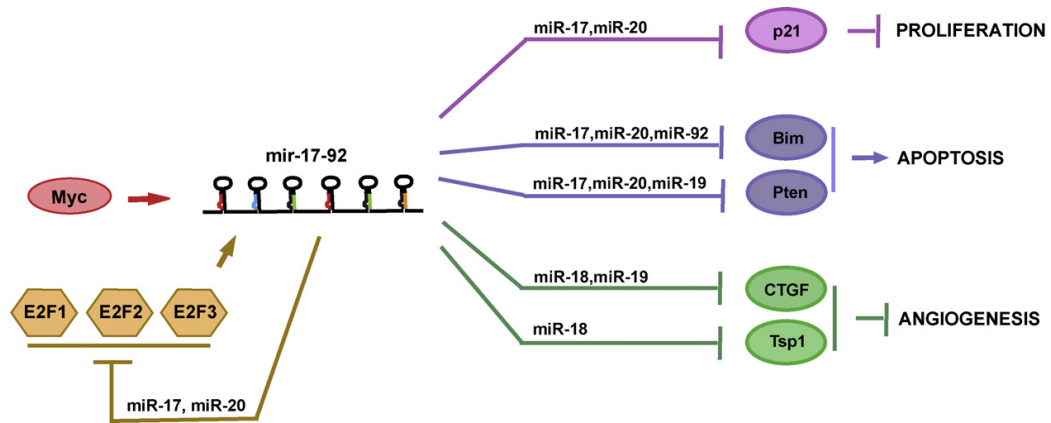 miR-17,miR-20
p21
PROLIFERATION
miR-17,miR-20,miR-92
Bim
mir-17-92
APOPTOSIS
miR-17,miR-20,miR-19
Pten
Myc
miR-18,miR-19
CTGF
E2F1 E2F2 E2F3
ANGIOGENESIS
miR-18
Tsp1
miR-17, miR-20